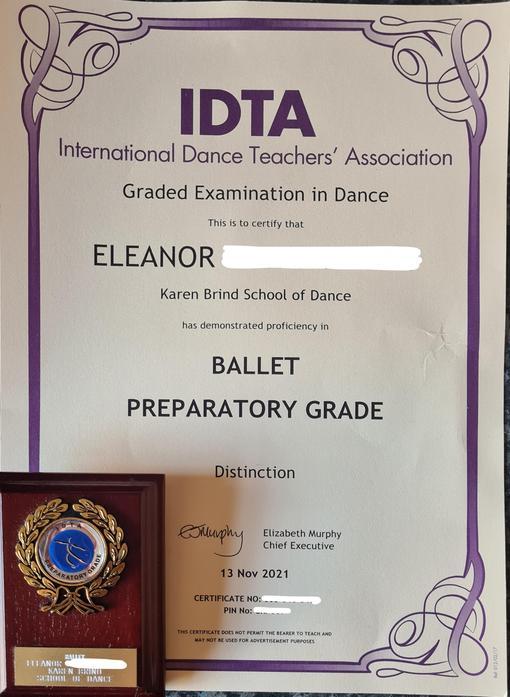 IDTA
International Dance Teachers' Association
Graded Examination in Dance
This is to certify that
ELEANOR
Karen Brind School of Dance
has demonstrated proficiency in
BALLET
PREPARATORY GRADE
Distinction
EJMurphy
Elizabeth Murphy
Chief Executive
13 Nov 2021
CERTIFICATE NO:
PIN No:
THIS CERTIFICATE DOES NOT PERMIT THE BEARER TO TEACH AND
MAY NOT BE USED FOR ADVERTISEMENT PURPOSES
IDTA
PREPARATORY GRADE
BALLET
ELEANOR
KAREN BRIND
SCHOOL OF DANCE